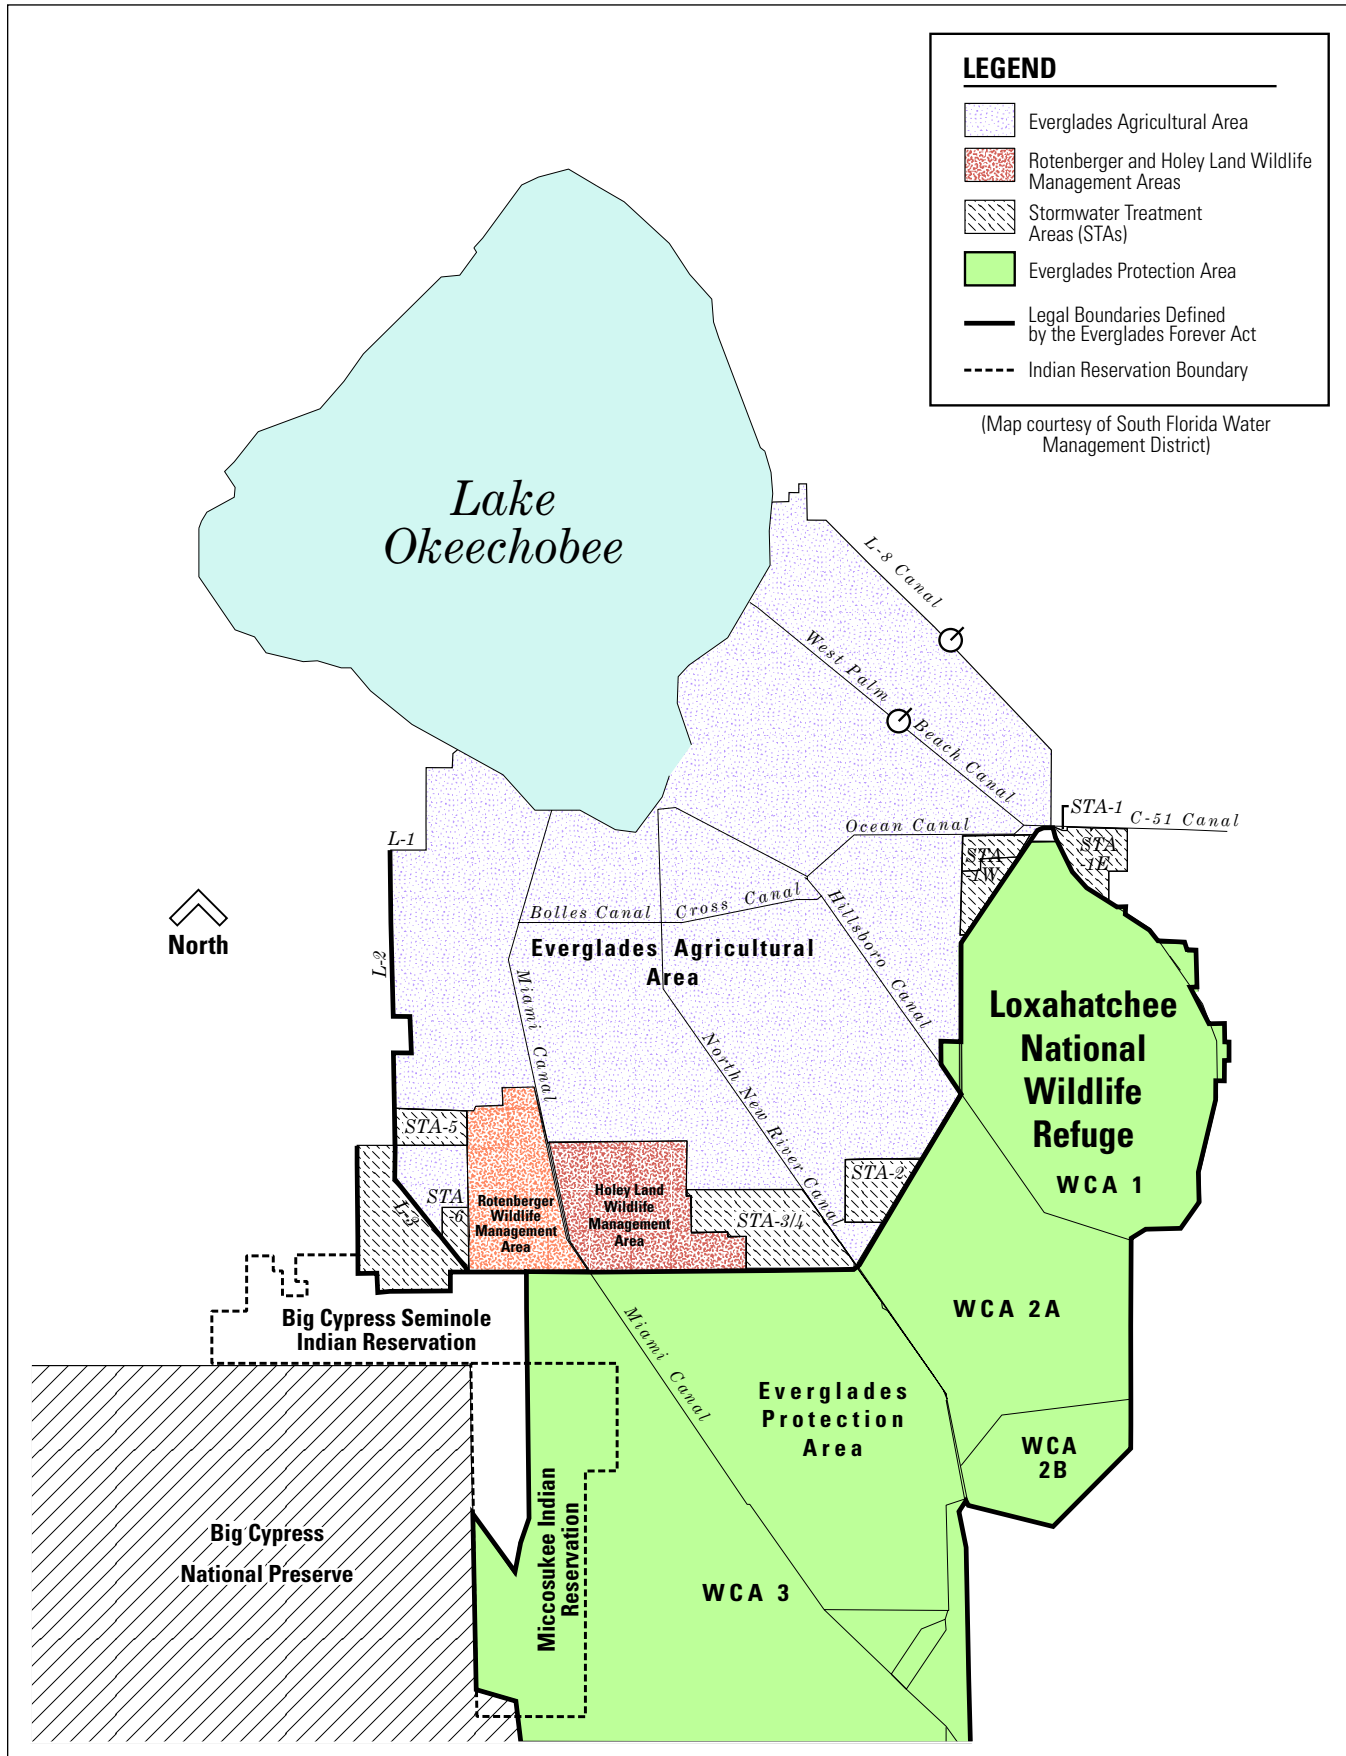 LEGEND
Everglades Agricultural Area
Rotenberger and Holey Land Wildlife
Management Areas
Stormwater Treatment
Areas (STAs)
Everglades Protection Area
Legal Boundaries Defined
by the Everglades Forever Act
Indian Reservation Boundary
(Map courtesy of South Florida Water
Management District)
Lake
Okeechobee
L-8 Canal
West Palm Beach Canal
Ocean Canal
STA-1
C-51 Canal
STA
-1W
STA
1E
L-1
L-2
North
Bolles Canal
Cross Canal
Hillsboro Canal
Everglades Agricultural
Area
Miami Canal
North New River Canal
Loxahatchee
National
Wildlife
Refuge
WCA 1
STA-5
STA
-6
L-3
Rotenberger
Wildlife
Management
Area
Holey Land
Wildlife
Management
Area
STA-3/4
STA-2
Big Cypress Seminole
Indian Reservation
Miami Canal
WCA 2A
Everglades
Protection
Area
WCA
2B
Miccosukee Indian
Reservation
Big Cypress
National Preserve
WCA 3